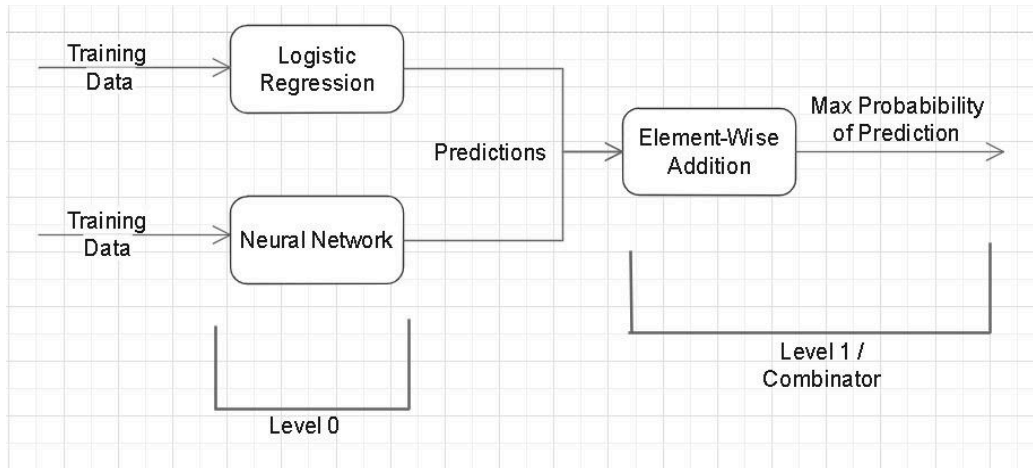 Training
Data
Logistic
Regression
Predictions
Element-Wise
Addition
Max Probabibility
of Prediction
Training
Data
Neural Network
Level 0
Level 1 /
Combinator